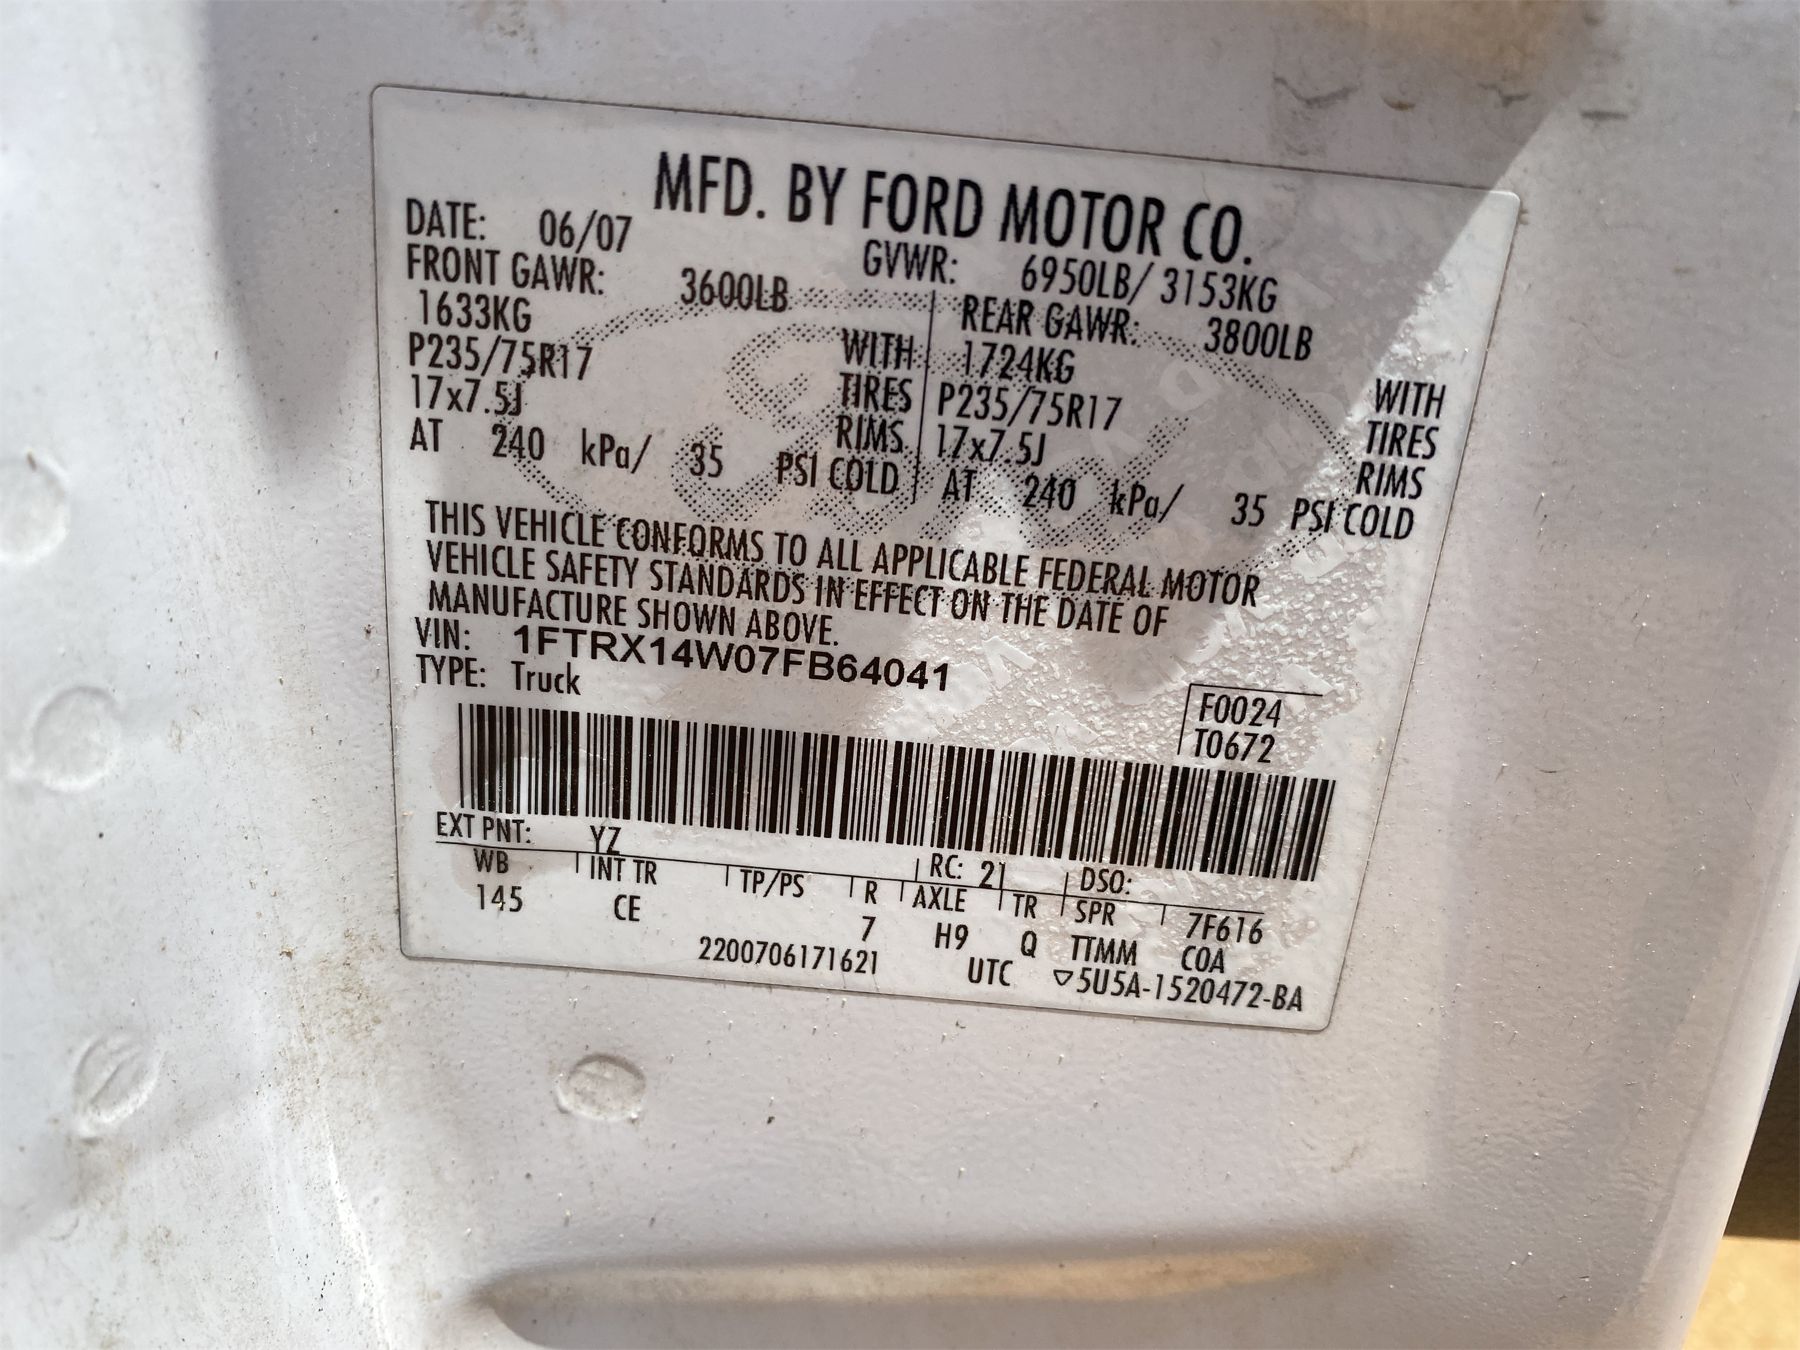 MFD. BY FORD MOTOR CO.
DATE: 06/07 GVWR: 6950LB/ 3153KG
FRONT GAWR: 3600LB REAR GAWR: 3800LB
1633KG WITH 1724KG WITH
P235/75R17 TIRES P235/75R17 TIRES
17x7.5J RIMS 17x7.5J RIMS
AT 240 kPa/ 35 PSI COLD AT 240 kPa/ 35 PSI COLD
THIS VEHICLE CONFORMS TO ALL APPLICABLE FEDERAL MOTOR
VEHICLE SAFETY STANDARDS IN EFFECT ON THE DATE OF
MANUFACTURE SHOWN ABOVE.
VIN: 1FTRX14W07FB64041
TYPE: Truck
F0024
T0672
EXT PNT: YZ RC: 21 DSO:
WB INT TR TP/PS R AXLE TR SPR 7F616
145 CE 7 H9 Q TTMM COA
2200706171621 UTC ▽5U5A-1520472-BA